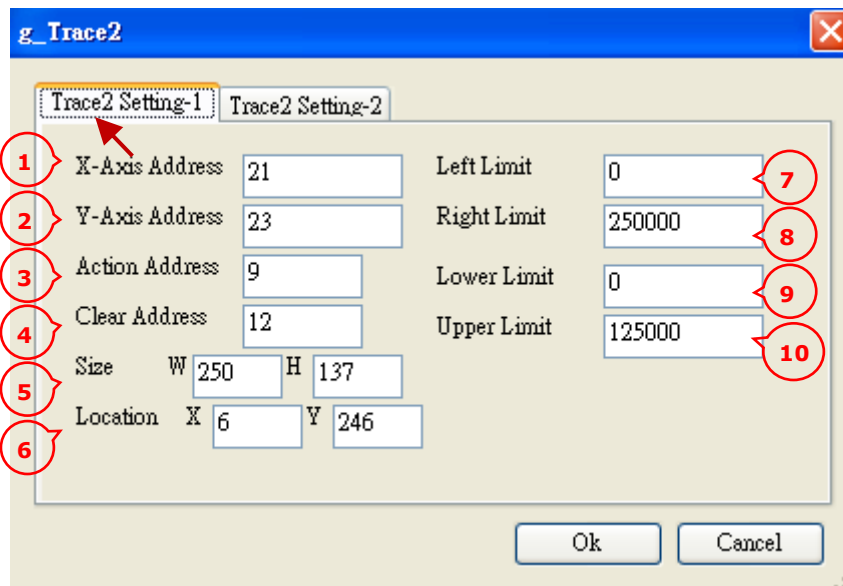 g_Trace2
Trace2 Setting-1 Trace2 Setting-2
1 X-Axis Address 21 Left Limit 0 7
2 Y-Axis Address 23 Right Limit 250000 8
3 Action Address 9 Lower Limit 0 9
4 Clear Address 12 Upper Limit 125000 10
5 Size W 250 H 137
6 Location X 6 Y 246
Ok Cancel